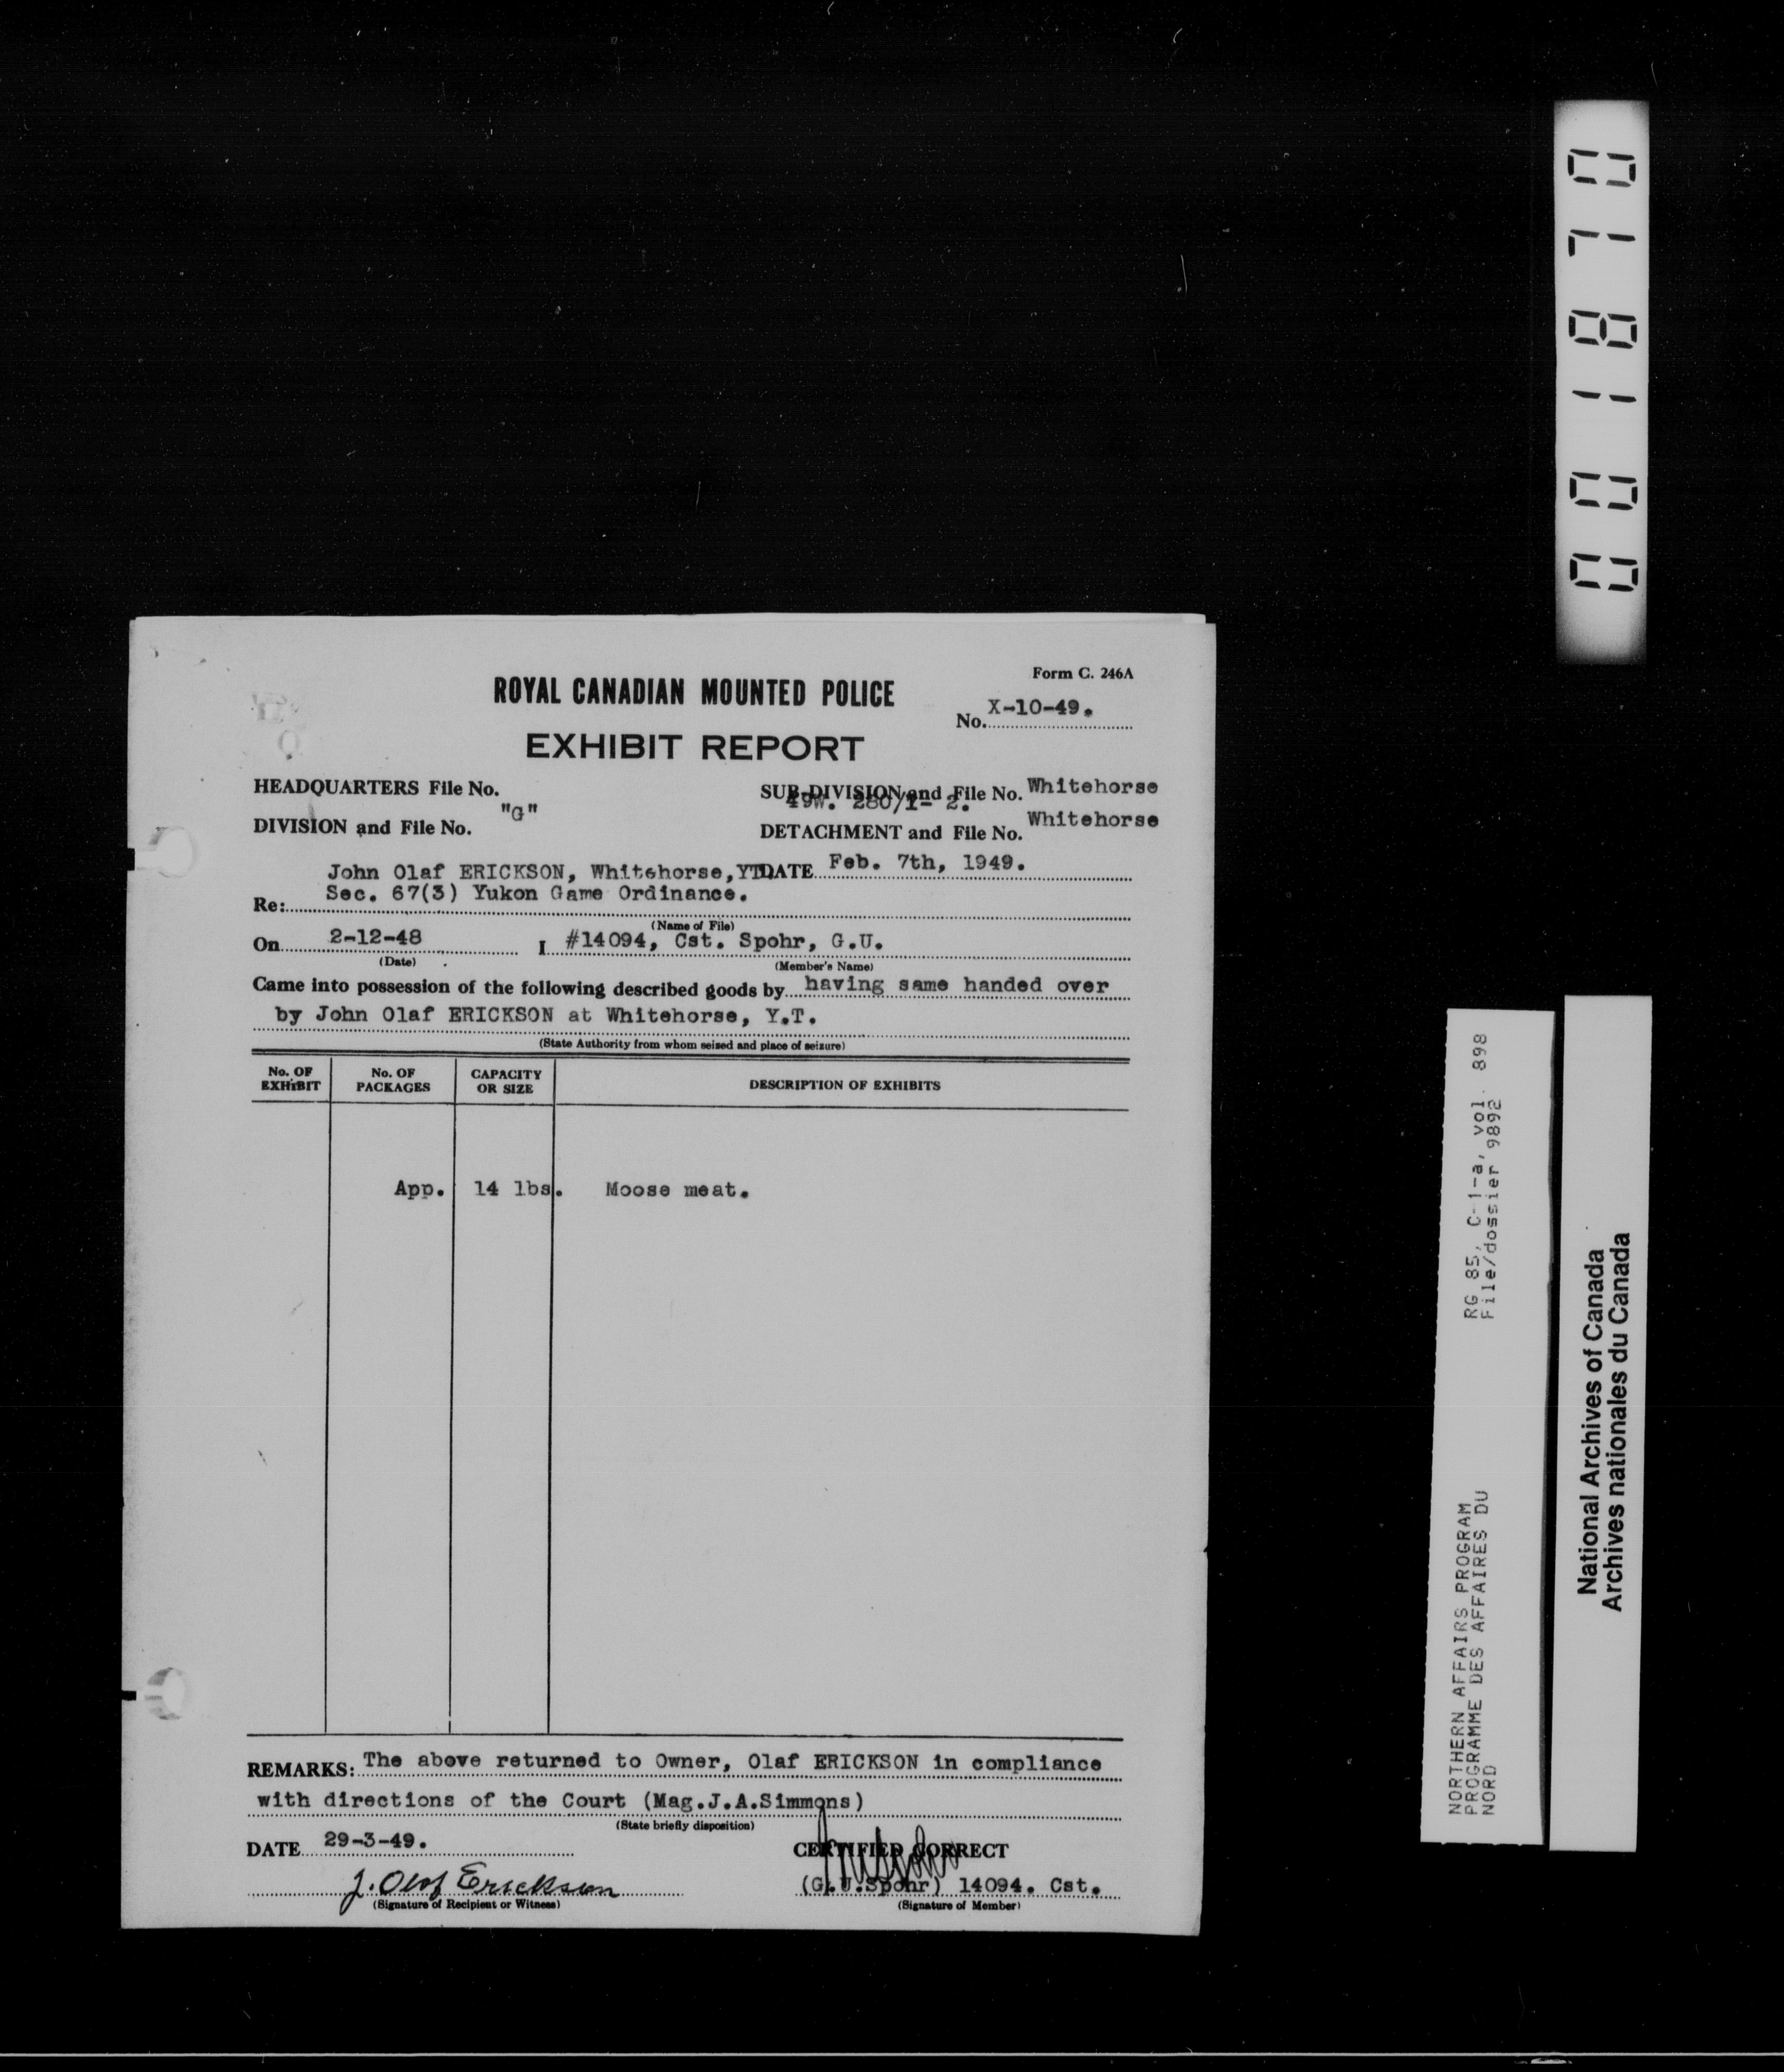 Form C. 246A
ROYAL CANADIAN MOUNTED POLICE
No. X-10-49.
EXHIBIT REPORT
HEADQUARTERS File No.
SUB-DIVISION and File No. Whitehorse
49W. 280/1- 2.
DIVISION and File No. "G"
DETACHMENT and File No. Whitehorse
John Olaf ERICKSON, Whitehorse, YT. DATE Feb. 7th, 1949.
Re: Sec. 67(3) Yukon Game Ordinance.
(Name of File)
On 2-12-48 I #14094, Cst. Spohr, G.U.
(Date) (Member's Name)
Came into possession of the following described goods by having same handed over
by John Olaf ERICKSON at Whitehorse, Y.T.
(State Authority from whom seized and place of seizure)
No. OF EXHIBIT
No. OF PACKAGES
CAPACITY OR SIZE
DESCRIPTION OF EXHIBITS
App. 14 lbs. Moose meat.
REMARKS: The above returned to Owner, Olaf ERICKSON in compliance
with directions of the Court (Mag.J.A.Simmons)
(State briefly disposition)
DATE 29-3-49.
CERTIFIED CORRECT
J. Olof Erickson
(G.U.Spohr) 14094. Cst.
(Signature of Recipient or Witness)
(Signature of Member)
001870
RG 85, C-1-a, vol. 898
File/dossier 9892
NORTHERN AFFAIRS PROGRAM
PROGRAMME DES AFFAIRES DU
NORD
National Archives of Canada
Archives nationales du Canada